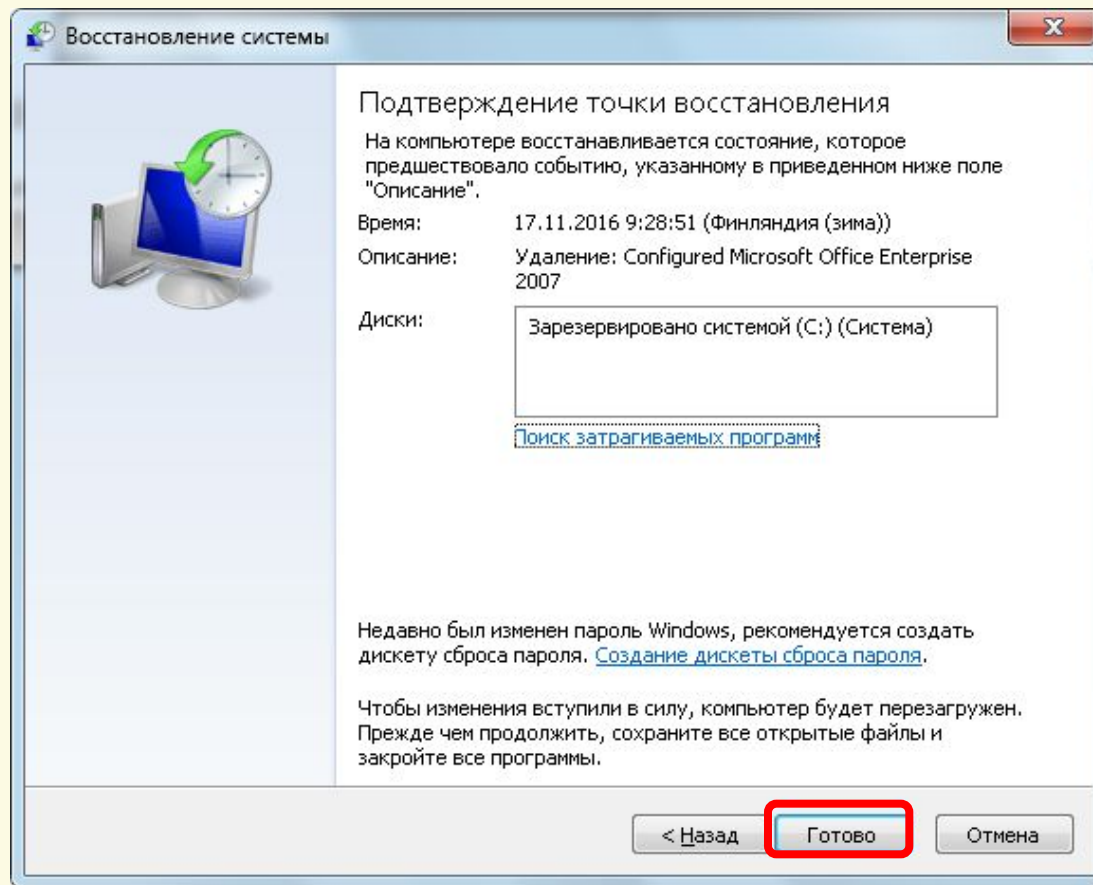 Восстановление системы
Подтверждение точки восстановления
На компьютере восстанавливается состояние, которое
предшествовало событию, указанному в приведенном ниже поле
"Описание".
Время: 17.11.2016 9:28:51 (Финляндия (зима))
Описание: Удаление: Configured Microsoft Office Enterprise
2007
Диски: Зарезервировано системой (C:) (Система)
Поиск затрагиваемых программ
Недавно был изменен пароль Windows, рекомендуется создать
дискету сброса пароля. Создание дискеты сброса пароля.
Чтобы изменения вступили в силу, компьютер будет перезагружен.
Прежде чем продолжить, сохраните все открытые файлы и
закройте все программы.
< Назад Готово Отмена